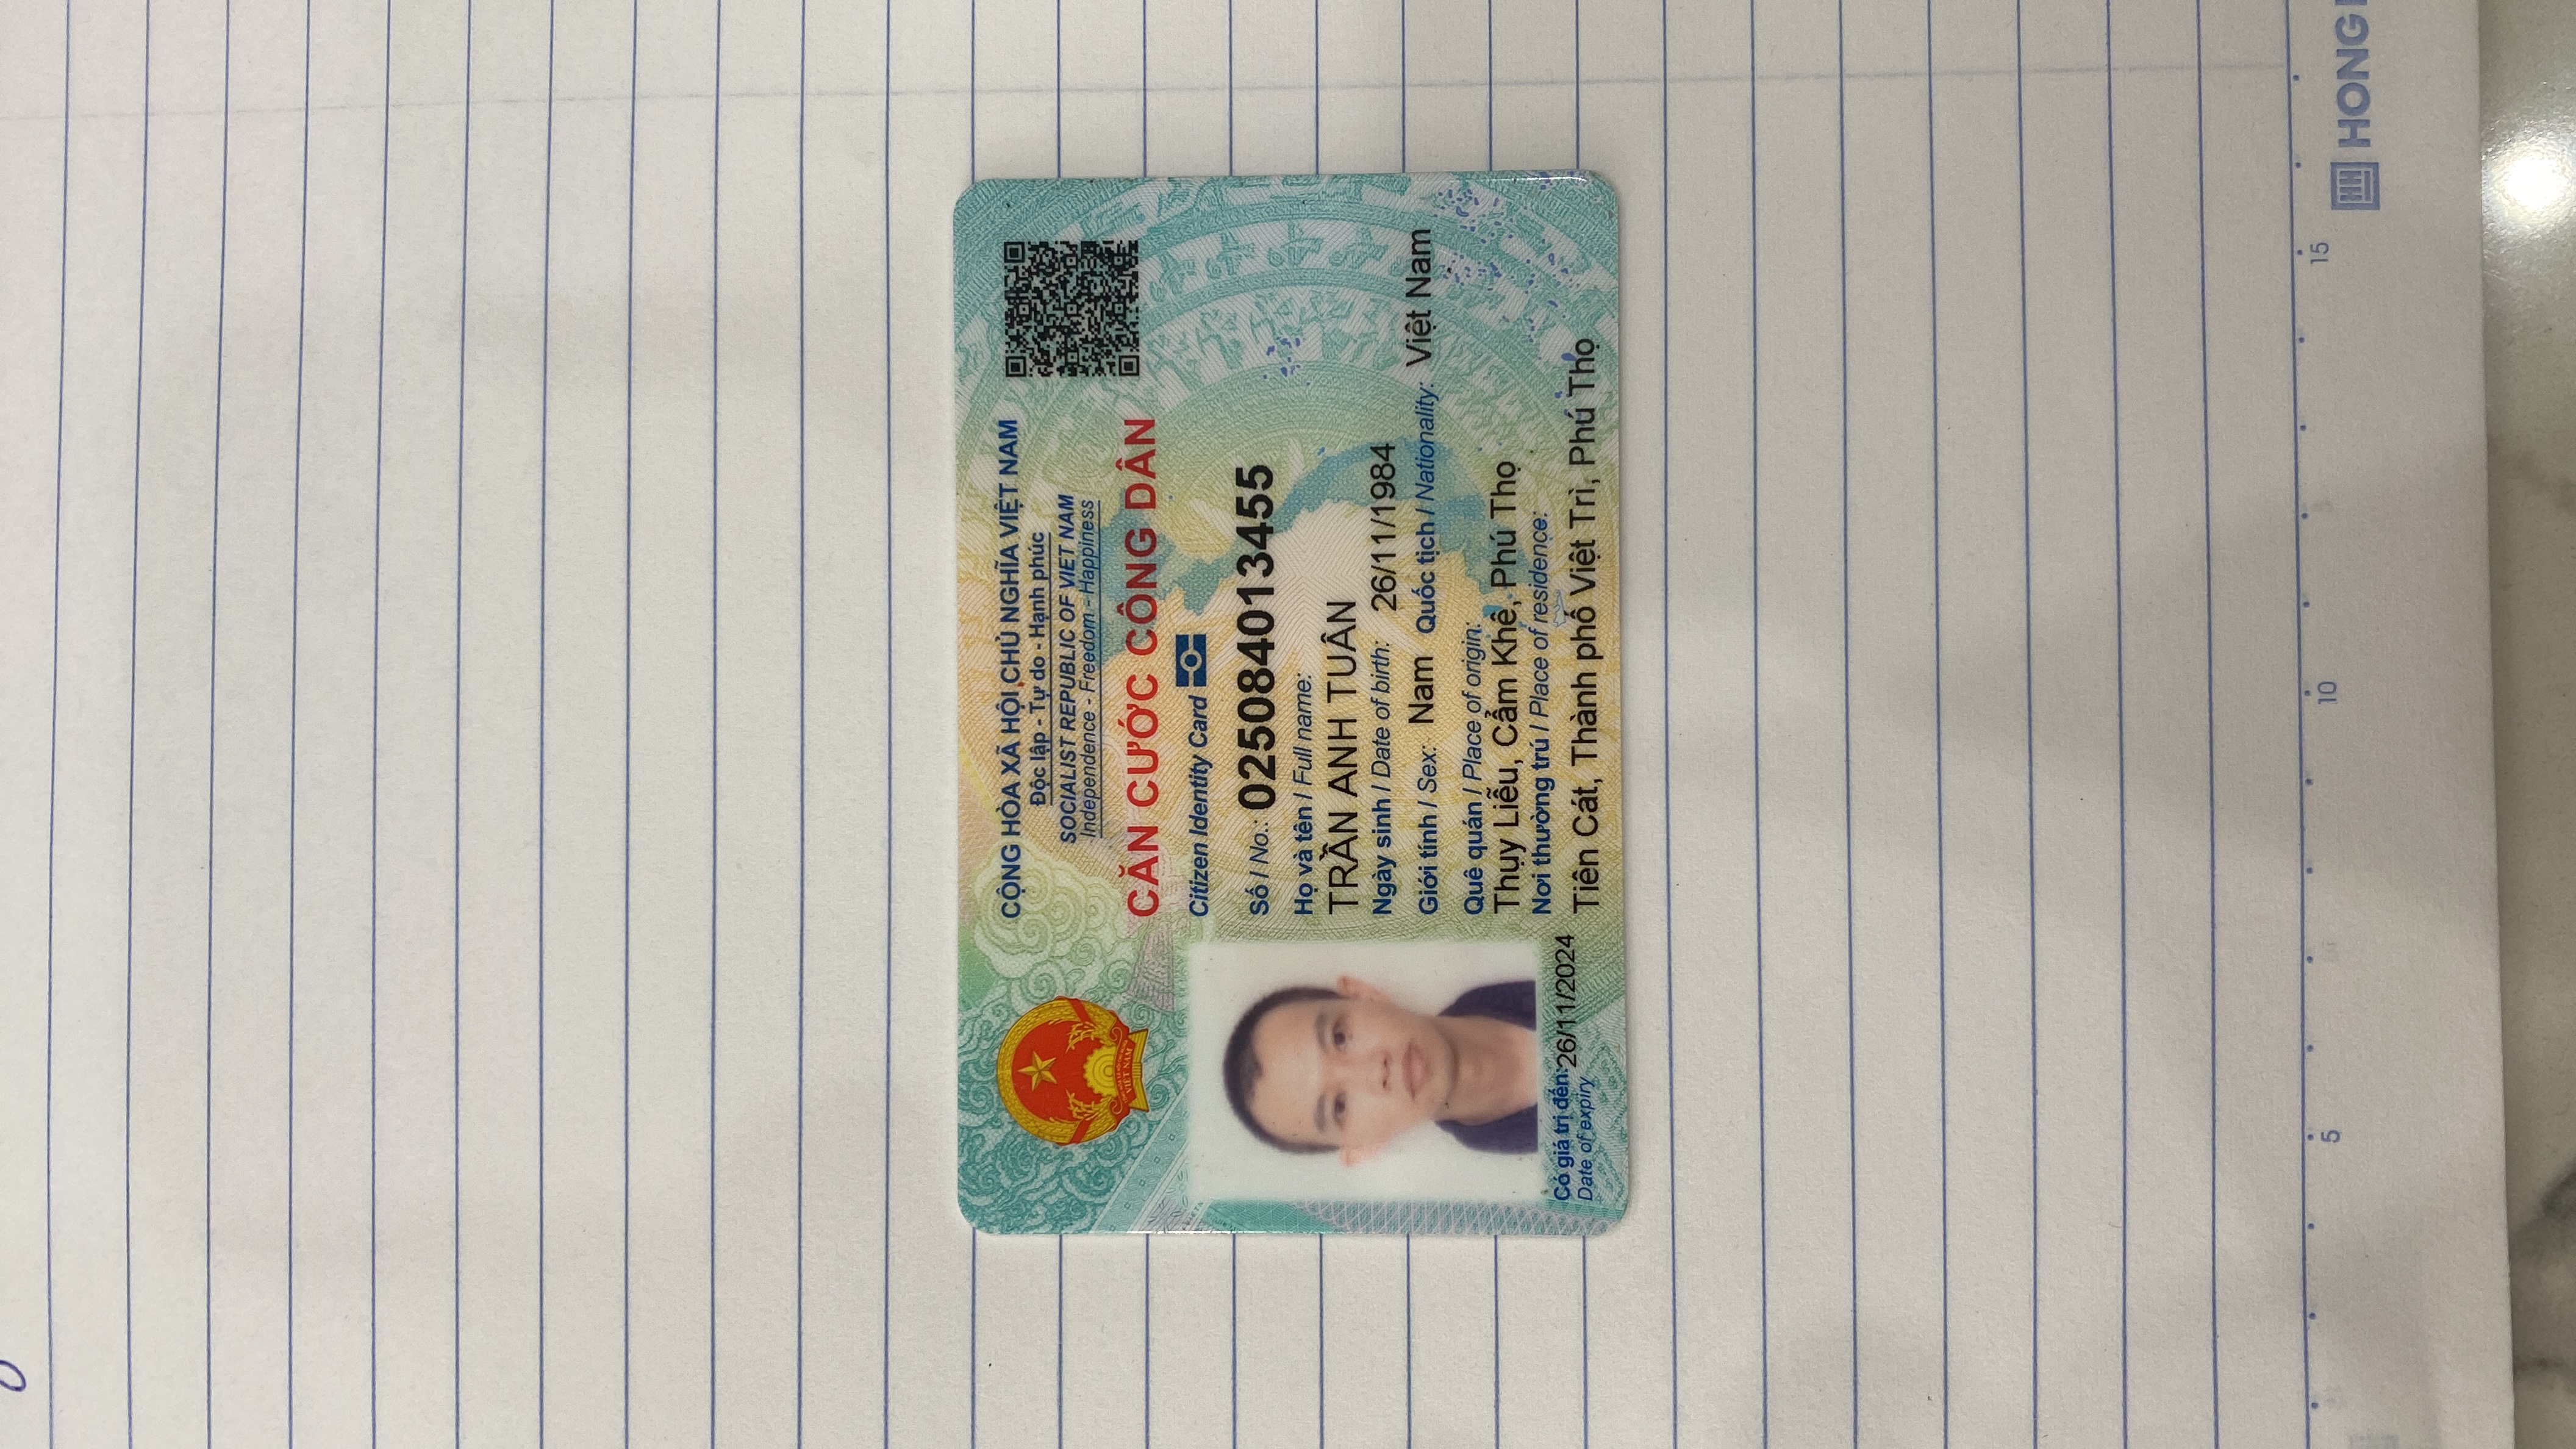 CỘNG HÒA XÃ HỘI CHỦ NGHĨA VIỆT NAM
Độc lập - Tự do - Hạnh phúc
SOCIALIST REPUBLIC OF VIET NAM
Independence - Freedom - Happiness
CĂN CƯỚC CÔNG DÂN
Citizen Identity Card
Số / No.: 025084013455
Họ và tên / Full name:
TRẦN ANH TUÂN
Ngày sinh / Date of birth: 26/11/1984
Giới tính / Sex: Nam Quốc tịch / Nationality: Việt Nam
Quê quán / Place of origin:
Thụy Liễu, Cẩm Khê, Phú Thọ
Nơi thường trú / Place of residence:
Tiên Cát, Thành phố Việt Trì, Phú Thọ
Có giá trị đến: 26/11/2024
Date of expiry
VIỆT NAM
5 10 15
HONG